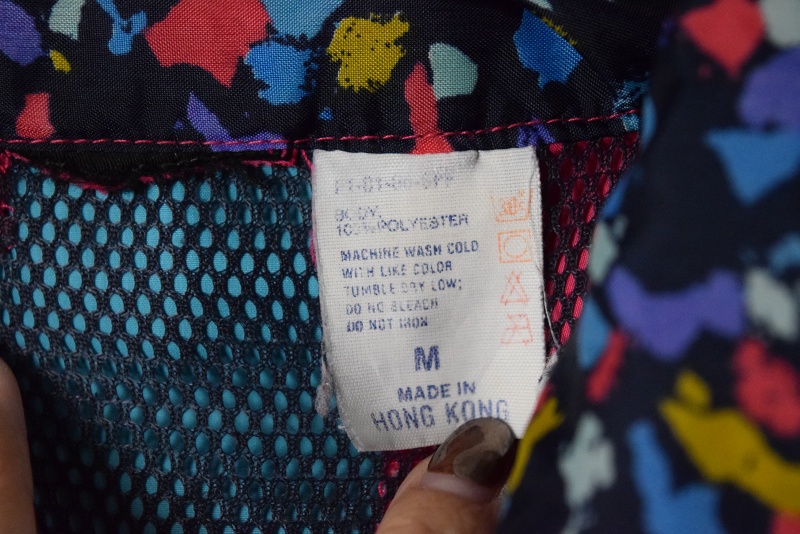 BODY:
100% POLYESTER
MACHINE WASH COLD
WITH LIKE COLOR
TUMBLE DRY LOW;
DO NO BLEACH
DO NOT IRON
M
MADE IN
HONG KONG